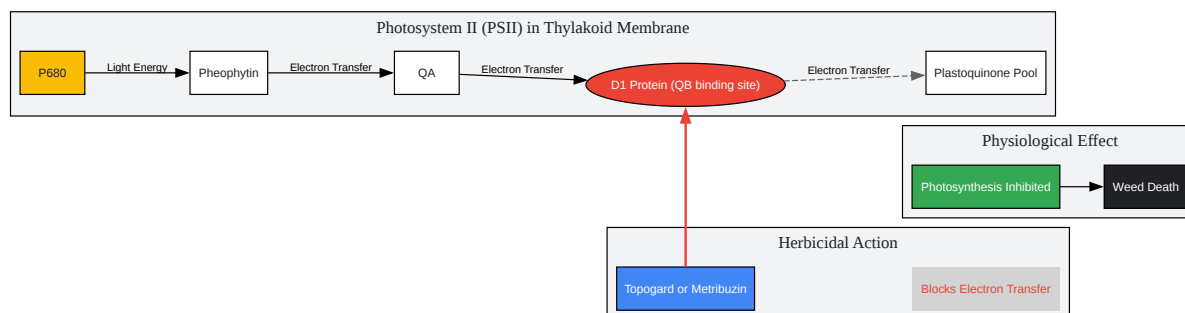 Photosystem II (PSII) in Thylakoid Membrane
P680
Light Energy
Pheophytin
Electron Transfer
QA
Electron Transfer
D1 Protein (QB binding site)
Electron Transfer
Plastoquinone Pool
Physiological Effect
Photosynthesis Inhibited
Weed Death
Herbicidal Action
Topogard or Metribuzin
Blocks Electron Transfer